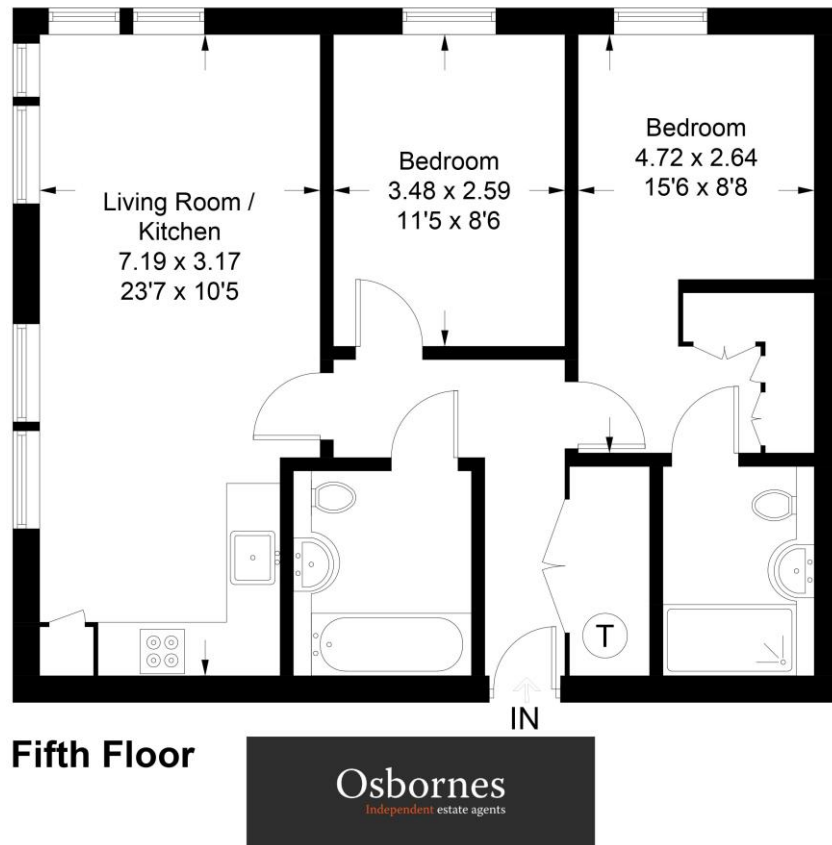 Living Room /
Kitchen
7.19 x 3.17
23'7 x 10'5
Bedroom
3.48 x 2.59
11'5 x 8'6
Bedroom
4.72 x 2.64
15'6 x 8'8
T
IN
Fifth Floor
Osbornes
Independent estate agents